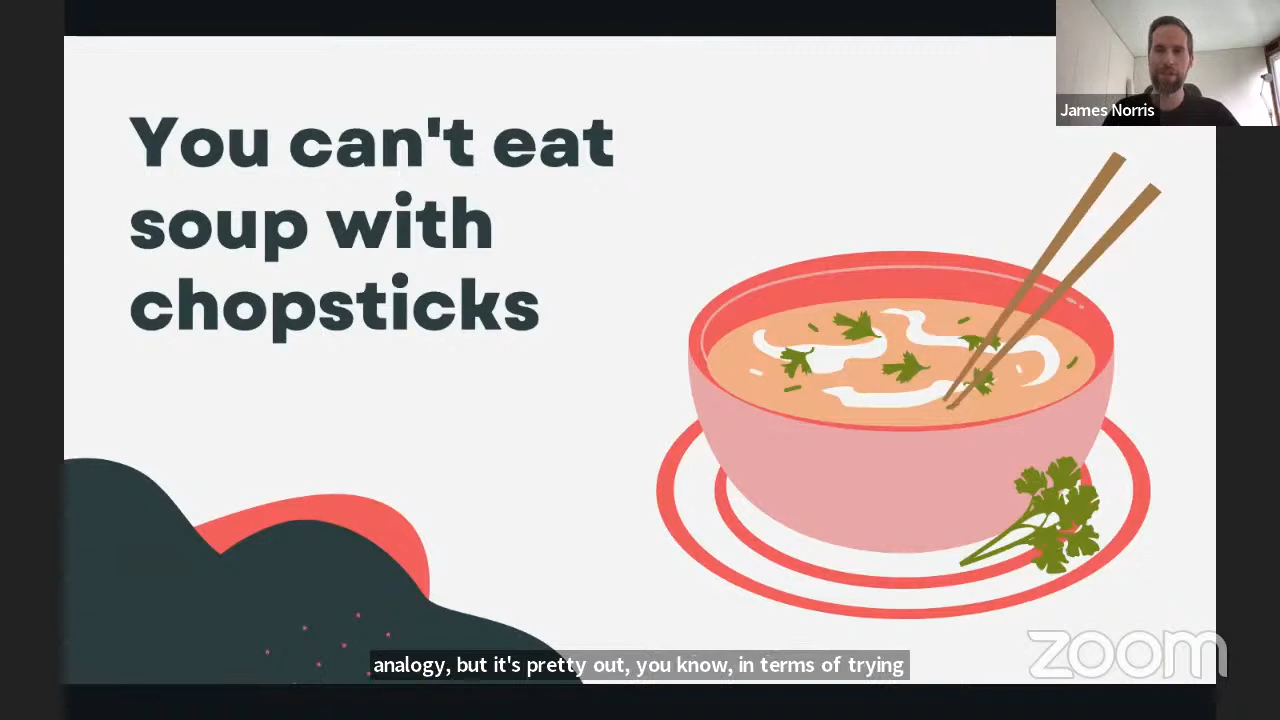 James Norris
You can't eat
soup with
chopsticks
analogy, but it's pretty out, you know, in terms of trying
zoom